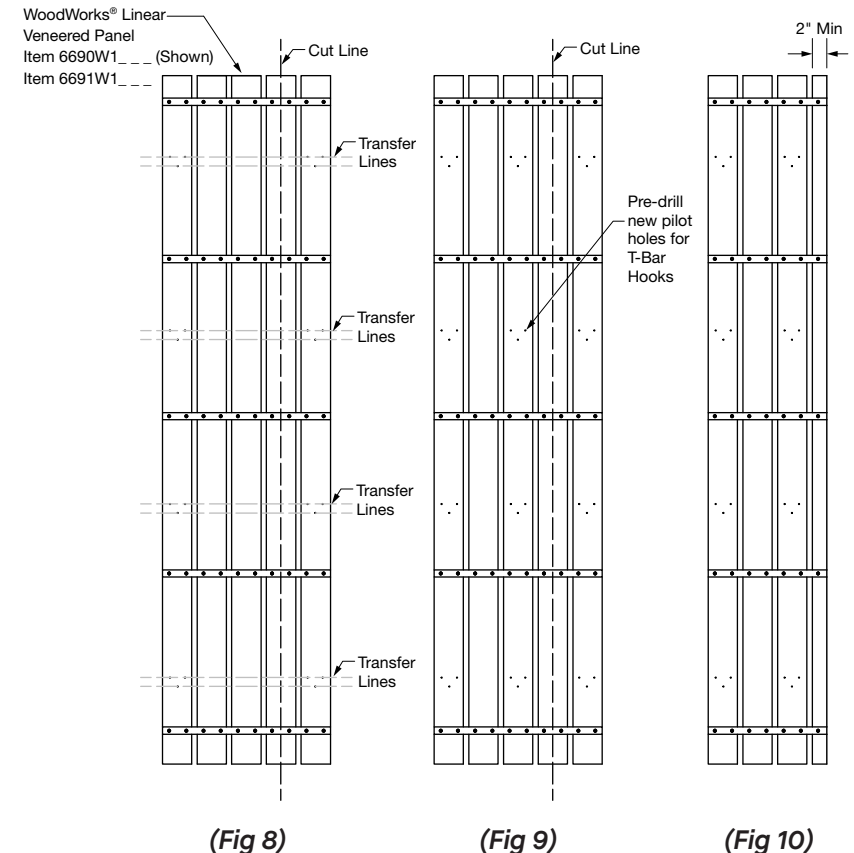 WoodWorks® Linear
Veneered Panel
Item 6690W1_ _ _ (Shown)
Item 6691W1_ _ _
Cut Line
Cut Line
2" Min
Transfer
Lines
Pre-drill
new pilot
holes for
T-Bar
Hooks
Transfer
Lines
Transfer
Lines
Transfer
Lines
(Fig 8)
(Fig 9)
(Fig 10)